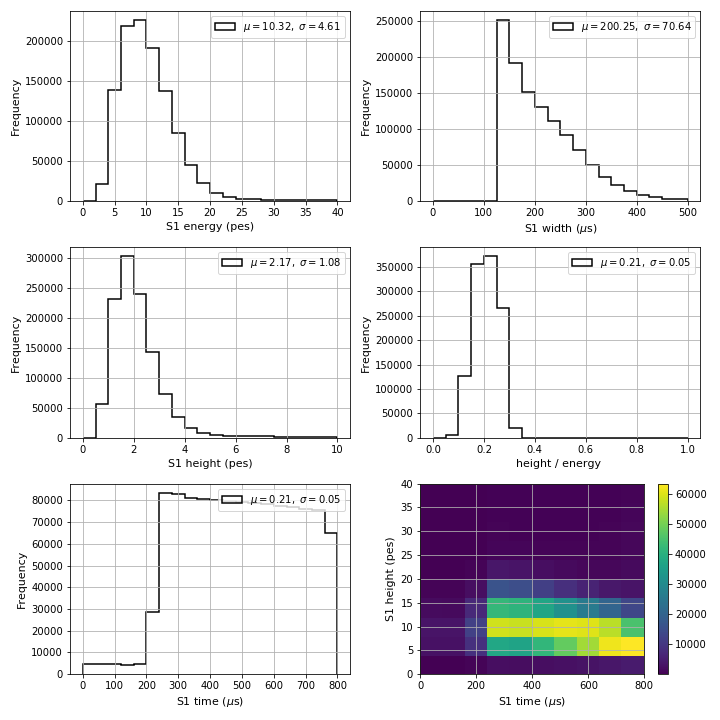 μ = 10.32, σ = 4.61
Frequency
200000
150000
100000
50000
0
0 5 10 15 20 25 30 35 40
S1 energy (pes)
μ = 200.25, σ = 70.64
Frequency
250000
200000
150000
100000
50000
0
0 100 200 300 400 500
S1 width (μs)
μ = 2.17, σ = 1.08
Frequency
300000
250000
200000
150000
100000
50000
0
0 2 4 6 8 10
S1 height (pes)
μ = 0.21, σ = 0.05
Frequency
350000
300000
250000
200000
150000
100000
50000
0
0.0 0.2 0.4 0.6 0.8 1.0
height / energy
μ = 0.21, σ = 0.05
Frequency
80000
70000
60000
50000
40000
30000
20000
10000
0
0 100 200 300 400 500 600 700 800
S1 time (μs)
S1 height (pes)
40
35
30
25
20
15
10
5
0
0 200 400 600 800
S1 time (μs)
60000
50000
40000
30000
20000
10000